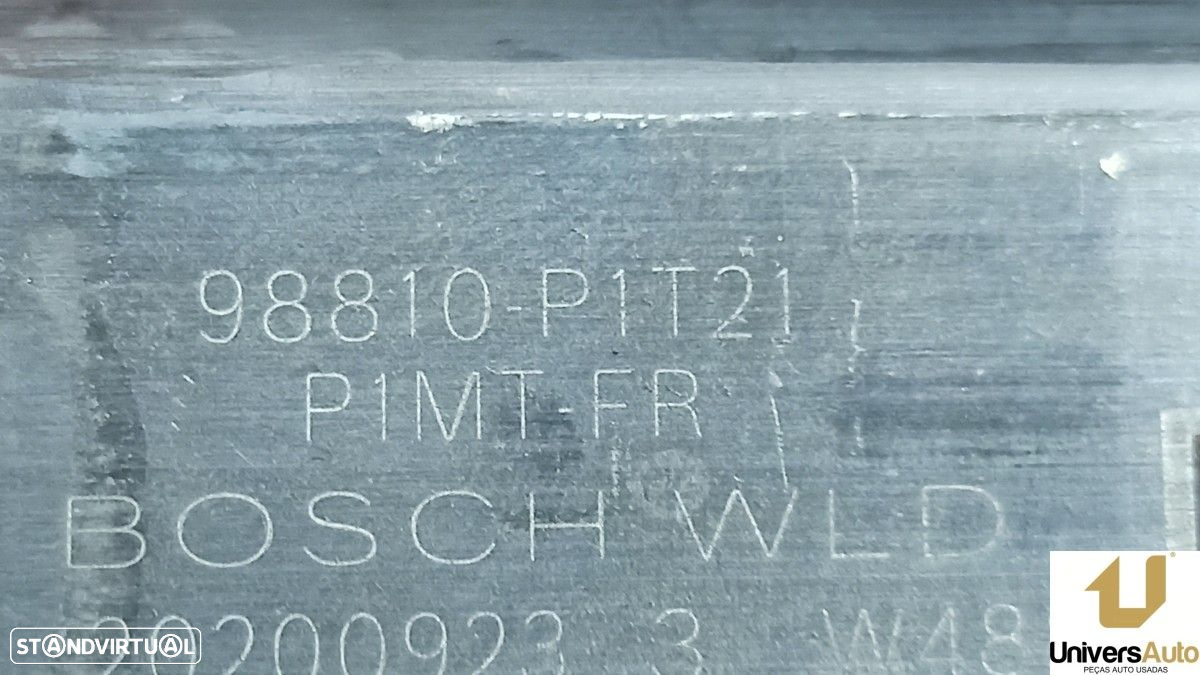 98810-P1T21
P1MT-FR
BOSCH WLD
20200923 3 W48
STANDVIRTUAL
UniversAuto
PEÇAS AUTO USADAS